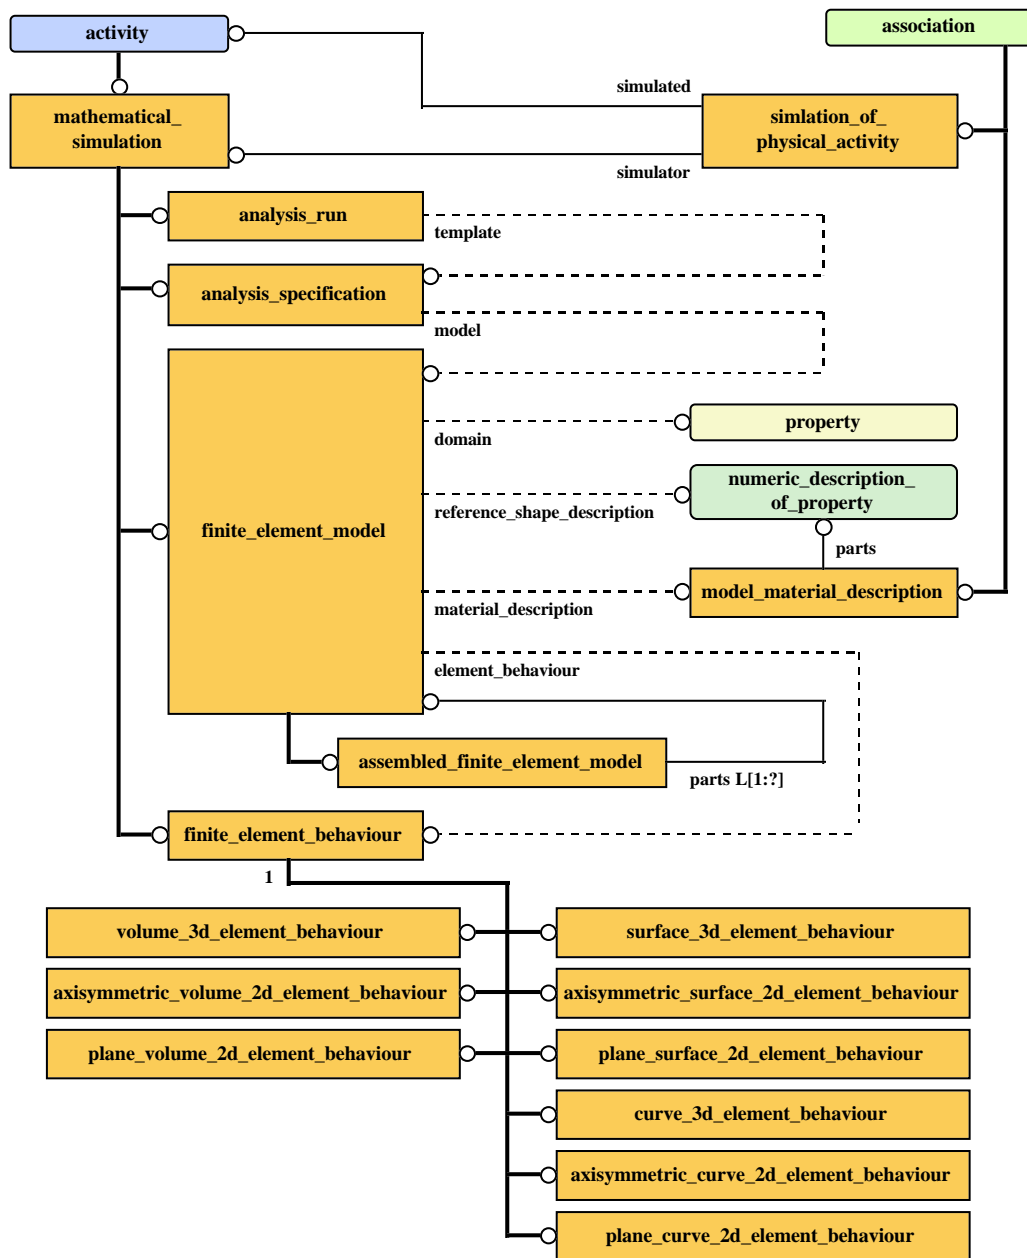 activity
association
simulated
mathematical_
simulation
simlation_of_
physical_activity
simulator
analysis_run
template
analysis_specification
model
property
domain
numeric_description_
of_property
reference_shape_description
finite_element_model
parts
model_material_description
material_description
element_behaviour
assembled_finite_element_model
parts L[1:?]
finite_element_behaviour
1
volume_3d_element_behaviour
surface_3d_element_behaviour
axisymmetric_volume_2d_element_behaviour
axisymmetric_surface_2d_element_behaviour
plane_volume_2d_element_behaviour
plane_surface_2d_element_behaviour
curve_3d_element_behaviour
axisymmetric_curve_2d_element_behaviour
plane_curve_2d_element_behaviour